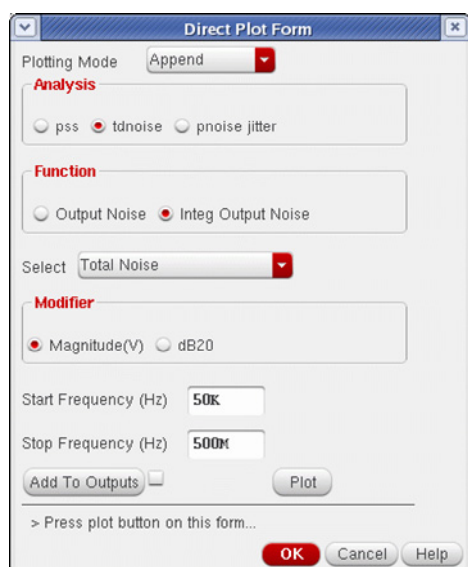 Direct Plot Form
Plotting Mode Append
Analysis
pss tdnoise pnoise jitter
Function
Output Noise Integ Output Noise
Select Total Noise
Modifier
Magnitude(V) dB20
Start Frequency (Hz) 50K
Stop Frequency (Hz) 500M
Add To Outputs Plot
> Press plot button on this form...
OK Cancel Help